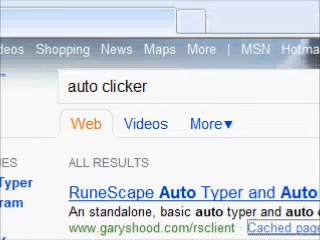 deos Shopping News Maps More | MSN Hotma
auto clicker
Web Videos More▼
ES ALL RESULTS
Typer
ram
RuneScape Auto Typer and Auto
An standalone, basic auto typer and auto
www.garyshood.com/rsclient · Cached page